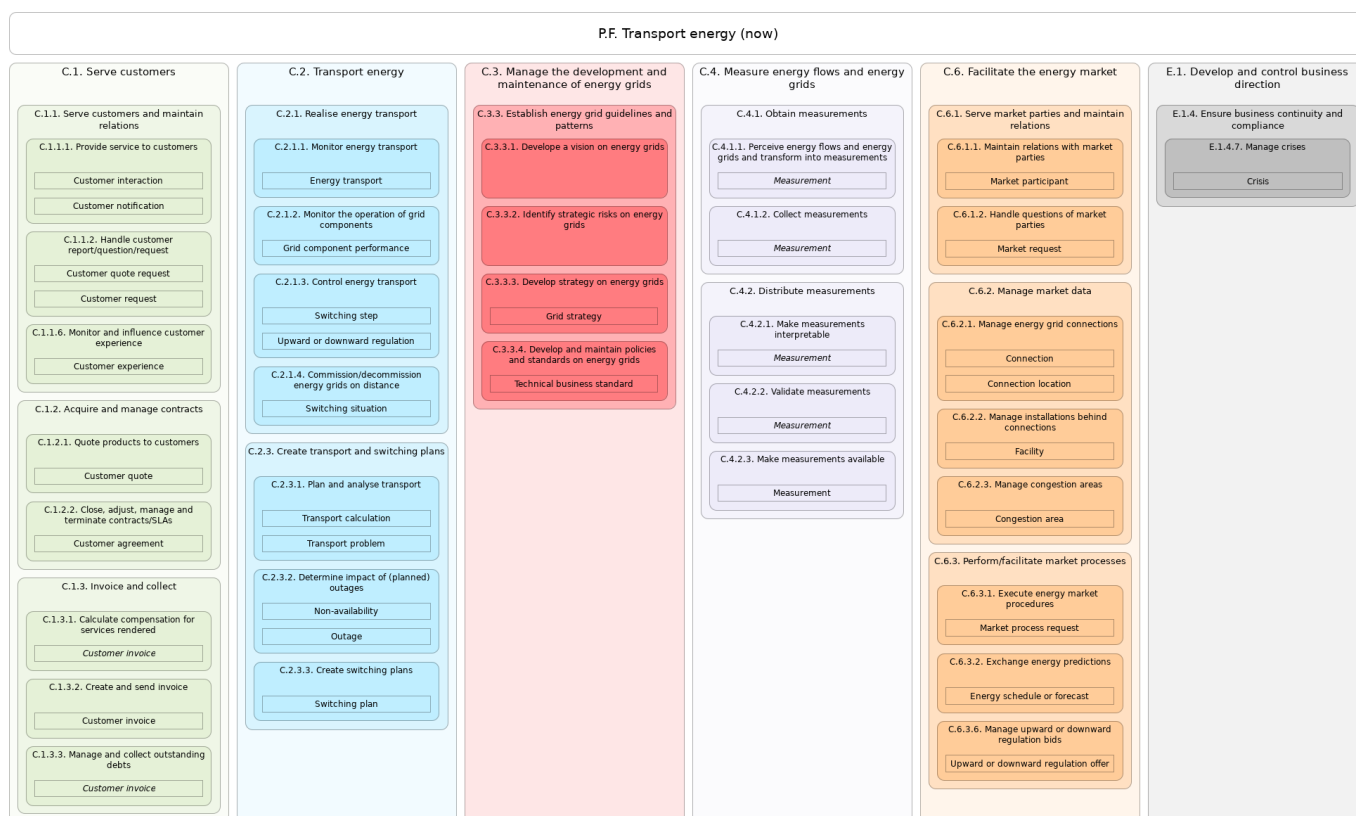 P.F. Transport energy (now)
C.1. Serve customers
C.1.1. Serve customers and maintain
relations
C.1.1.1. Provide service to customers
Customer interaction
Customer notification
C.1.1.2. Handle customer
report/question/request
Customer quote request
Customer request
C.1.1.6. Monitor and influence customer
experience
Customer experience
C.1.2. Acquire and manage contracts
C.1.2.1. Quote products to customers
Customer quote
C.1.2.2. Close, adjust, manage and
terminate contracts/SLAs
Customer agreement
C.1.3. Invoice and collect
C.1.3.1. Calculate compensation for
services rendered
Customer invoice
C.1.3.2. Create and send invoice
Customer invoice
C.1.3.3. Manage and collect outstanding
debts
Customer invoice
C.2. Transport energy
C.2.1. Realise energy transport
C.2.1.1. Monitor energy transport
Energy transport
C.2.1.2. Monitor the operation of grid
components
Grid component performance
C.2.1.3. Control energy transport
Switching step
Upward or downward regulation
C.2.1.4. Commission/decommission
energy grids on distance
Switching situation
C.2.3. Create transport and switching plans
C.2.3.1. Plan and analyse transport
Transport calculation
Transport problem
C.2.3.2. Determine impact of (planned)
outages
Non-availability
Outage
C.2.3.3. Create switching plans
Switching plan
C.3. Manage the development and
maintenance of energy grids
C.3.3. Establish energy grid guidelines and
patterns
C.3.3.1. Develope a vision on energy grids
C.3.3.2. Identify strategic risks on energy
grids
C.3.3.3. Develop strategy on energy grids
Grid strategy
C.3.3.4. Develop and maintain policies
and standards on energy grids
Technical business standard
C.4. Measure energy flows and energy
grids
C.4.1. Obtain measurements
C.4.1.1. Perceive energy flows and energy
grids and transform into measurements
Measurement
C.4.1.2. Collect measurements
Measurement
C.4.2. Distribute measurements
C.4.2.1. Make measurements
interpretable
Measurement
C.4.2.2. Validate measurements
Measurement
C.4.2.3. Make measurements available
Measurement
C.6. Facilitate the energy market
C.6.1. Serve market parties and maintain
relations
C.6.1.1. Maintain relations with market
parties
Market participant
C.6.1.2. Handle questions of market
parties
Market request
C.6.2. Manage market data
C.6.2.1. Manage energy grid connections
Connection
Connection location
C.6.2.2. Manage installations behind
connections
Facility
C.6.2.3. Manage congestion areas
Congestion area
C.6.3. Perform/facilitate market processes
C.6.3.1. Execute energy market
procedures
Market process request
C.6.3.2. Exchange energy predictions
Energy schedule or forecast
C.6.3.6. Manage upward or downward
regulation bids
Upward or downward regulation offer
E.1. Develop and control business
direction
E.1.4. Ensure business continuity and
compliance
E.1.4.7. Manage crises
Crisis